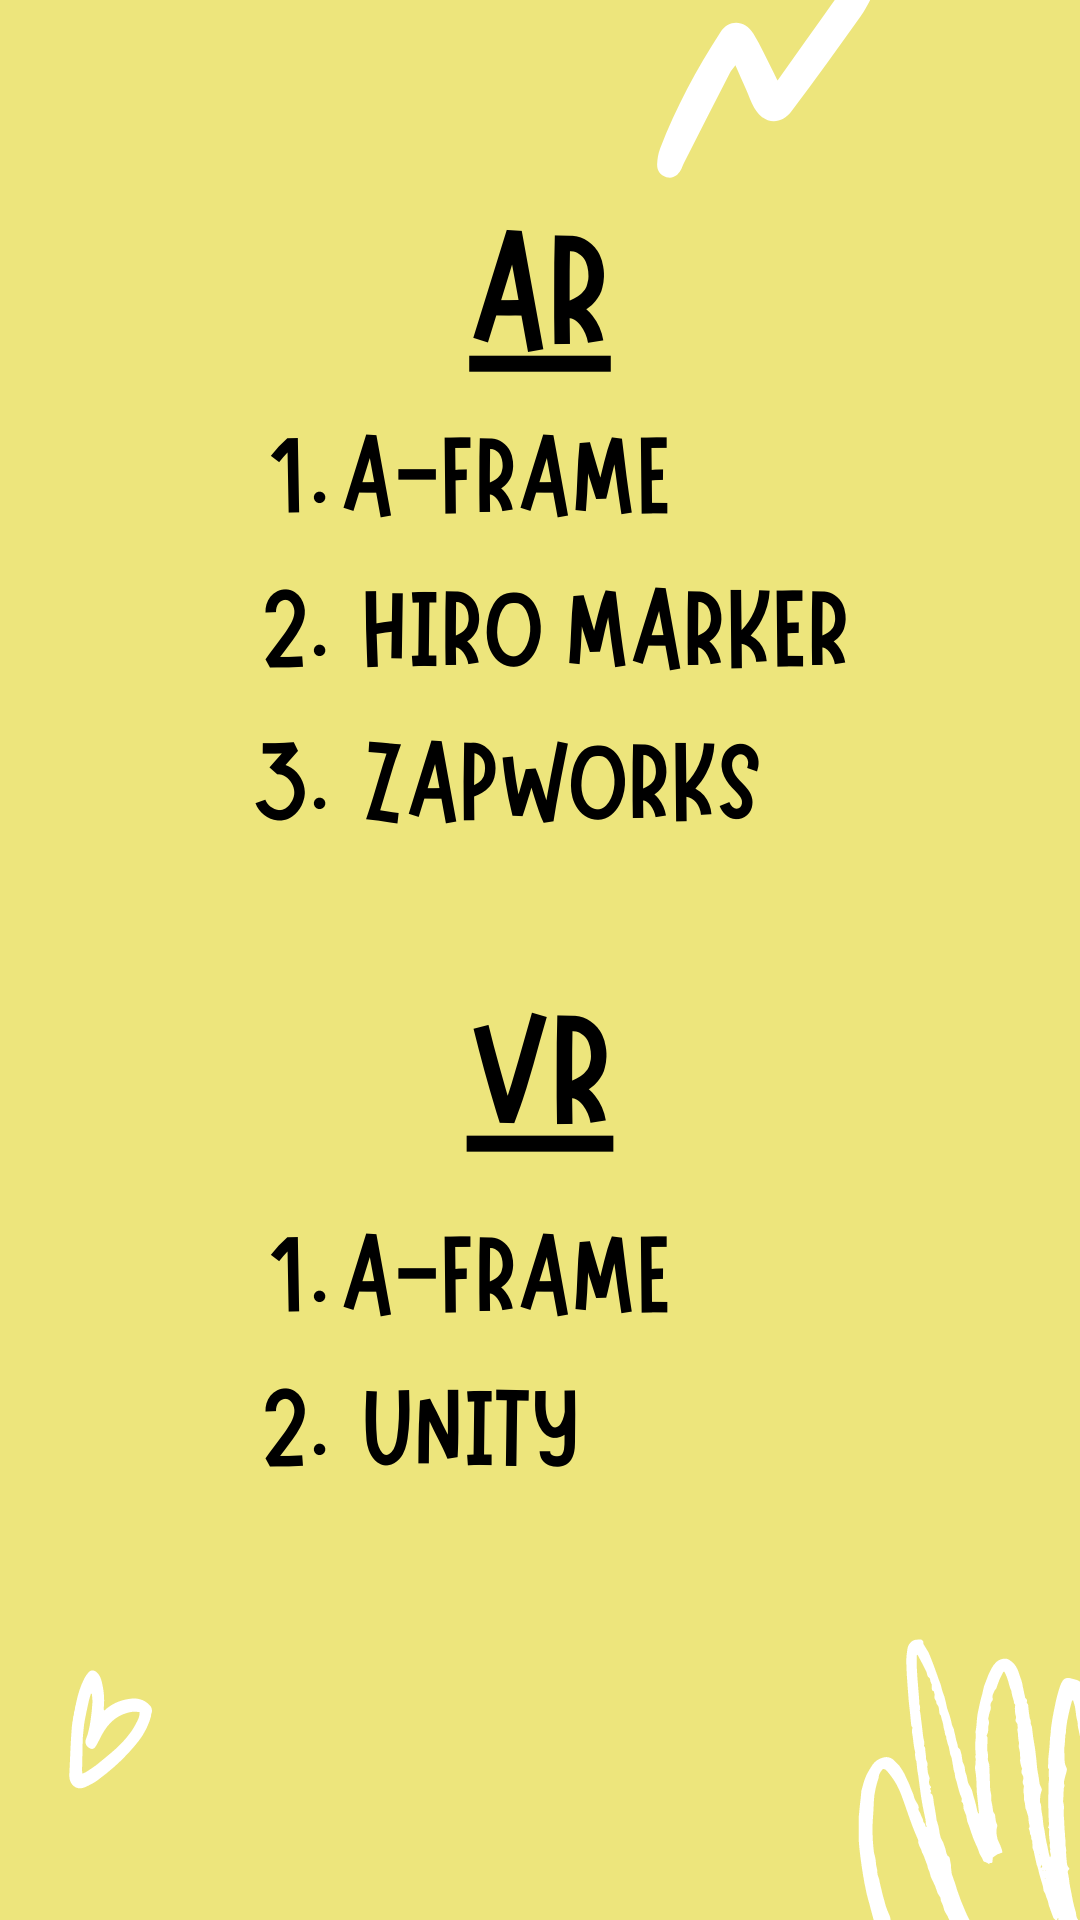 AR
1. A-FRAME
2. HIRO MARKER
3. ZAPWORKS
VR
1. A-FRAME
2. UNITY